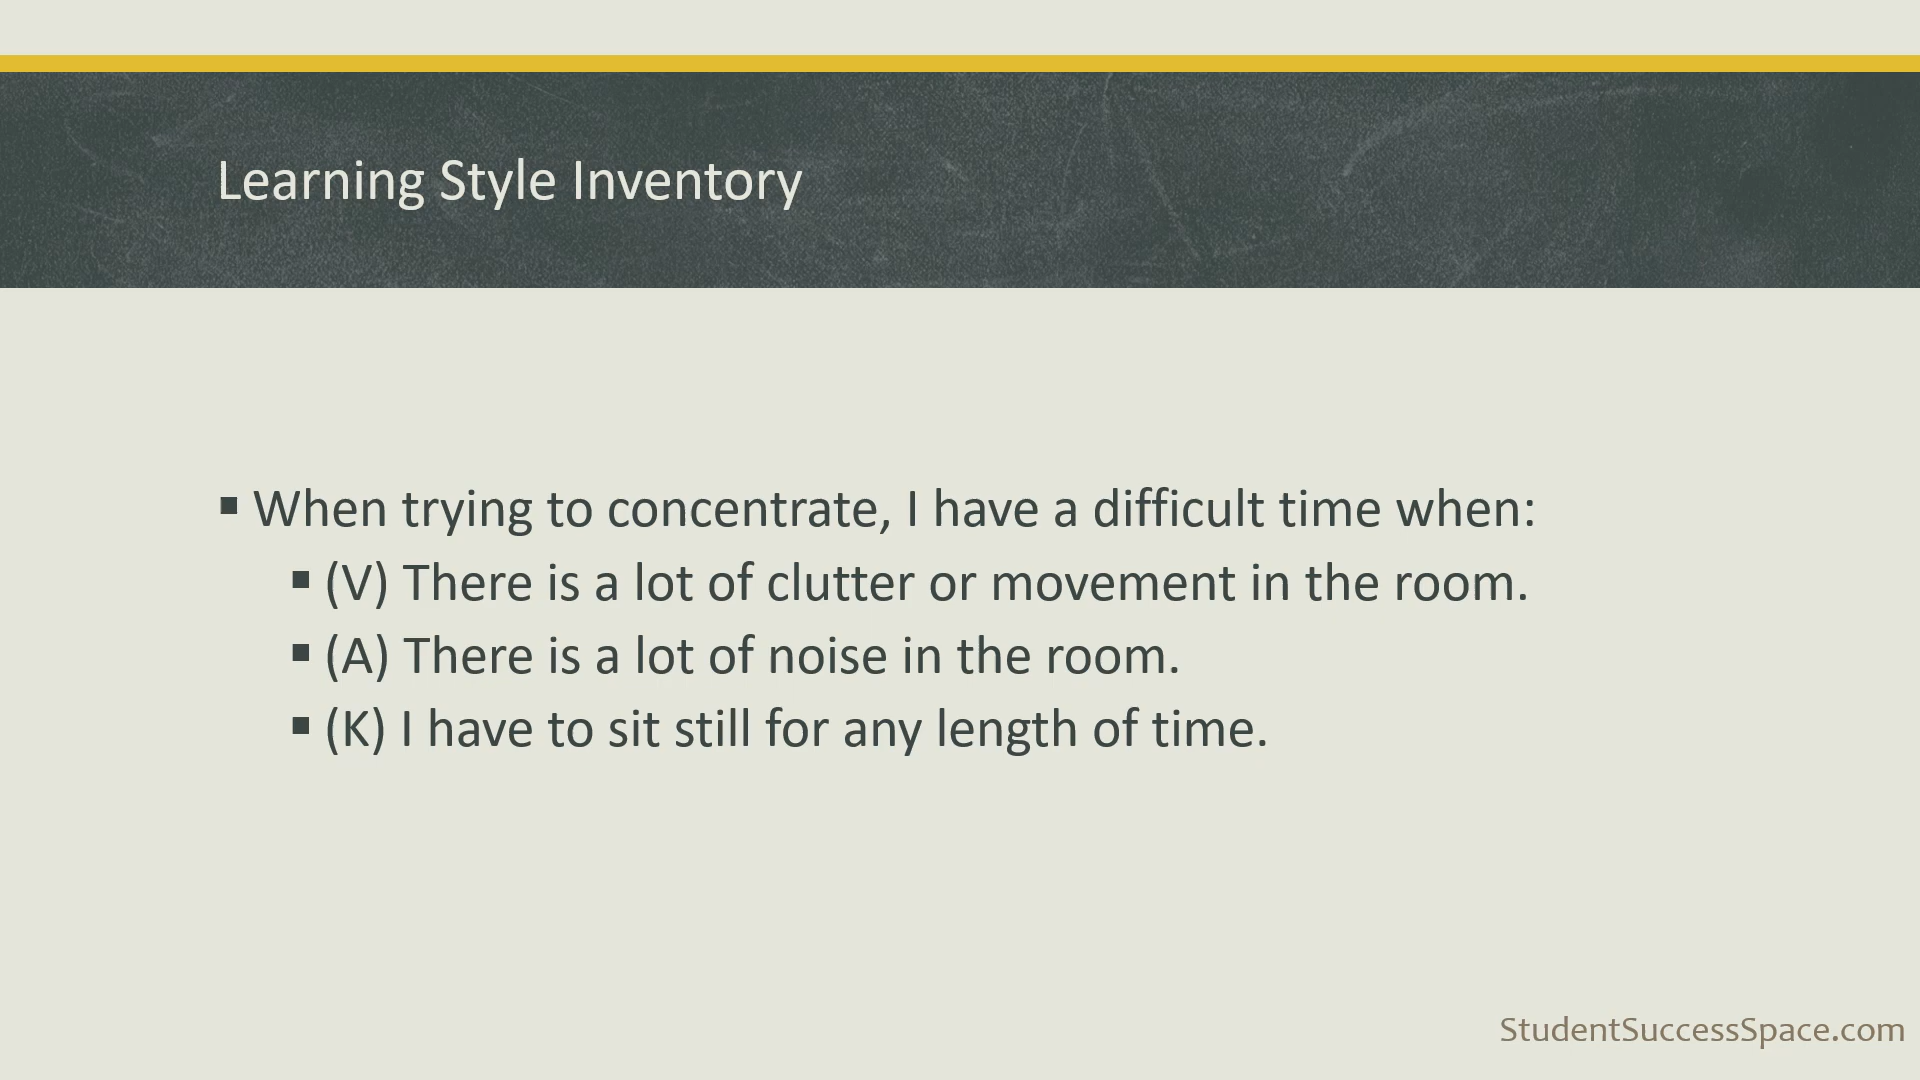 Learning Style Inventory
▪ When trying to concentrate, I have a difficult time when:
▪ (V) There is a lot of clutter or movement in the room.
▪ (A) There is a lot of noise in the room.
▪ (K) I have to sit still for any length of time.
StudentSuccessSpace.com